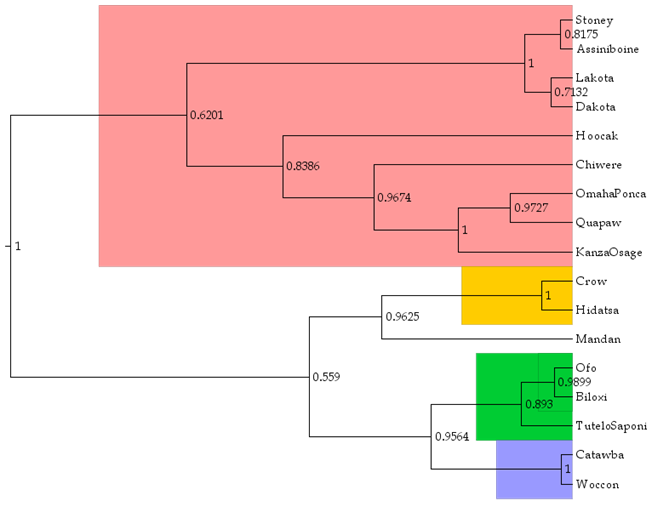 Stoney
0.8175
Assiniboine
1
Lakota
0.7132
Dakota
0.6201
Hoocak
0.8386
Chiwere
0.9674
OmahaPonca
0.9727
Quapaw
1
KanzaOsage
1
Crow
1
Hidatsa
0.9625
Mandan
0.559
Ofo
0.9899
Biloxi
0.893
TuteloSaponi
0.9564
Catawba
1
Woccon